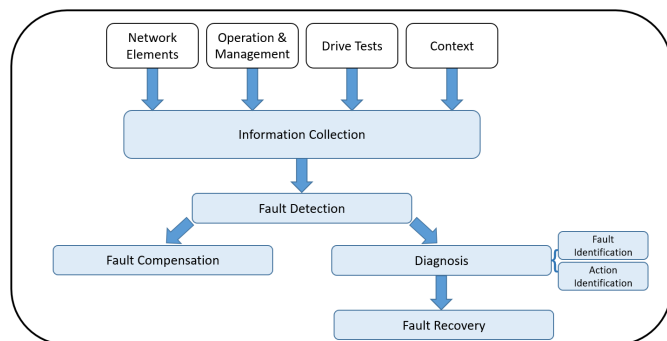 Network
Elements
Operation &
Management
Drive Tests
Context
Information Collection
Fault Detection
Fault Compensation
Diagnosis
Fault
Identification
Action
Identification
Fault Recovery